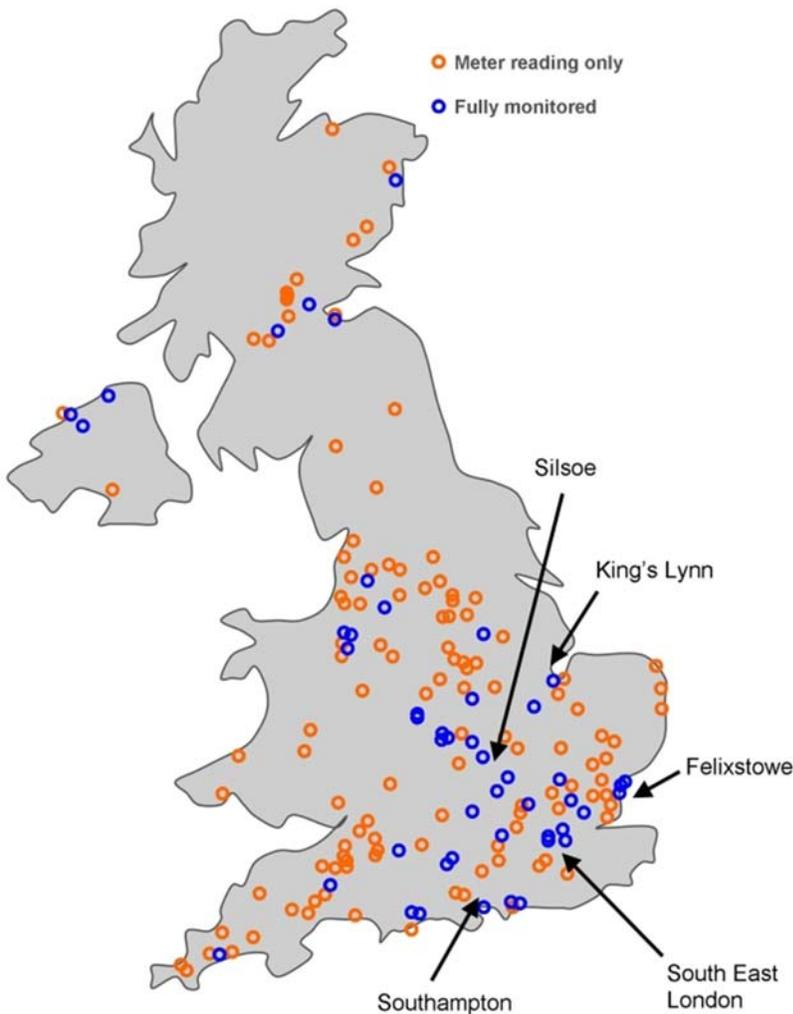 Meter reading only
Fully monitored
Silsoe
King's Lynn
Felixstowe
South East
London
Southampton